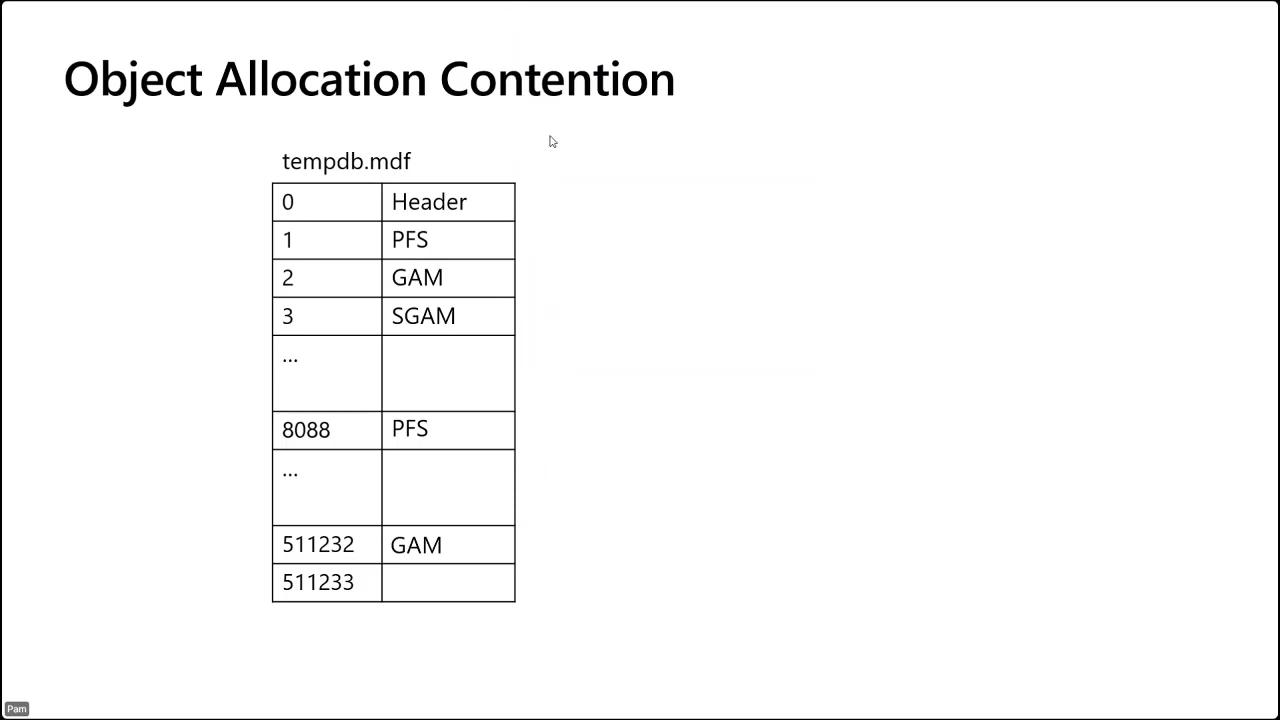 Object Allocation Contention
tempdb.mdf
0 Header
1 PFS
2 GAM
3 SGAM
...
8088 PFS
...
511232 GAM
511233
Pam